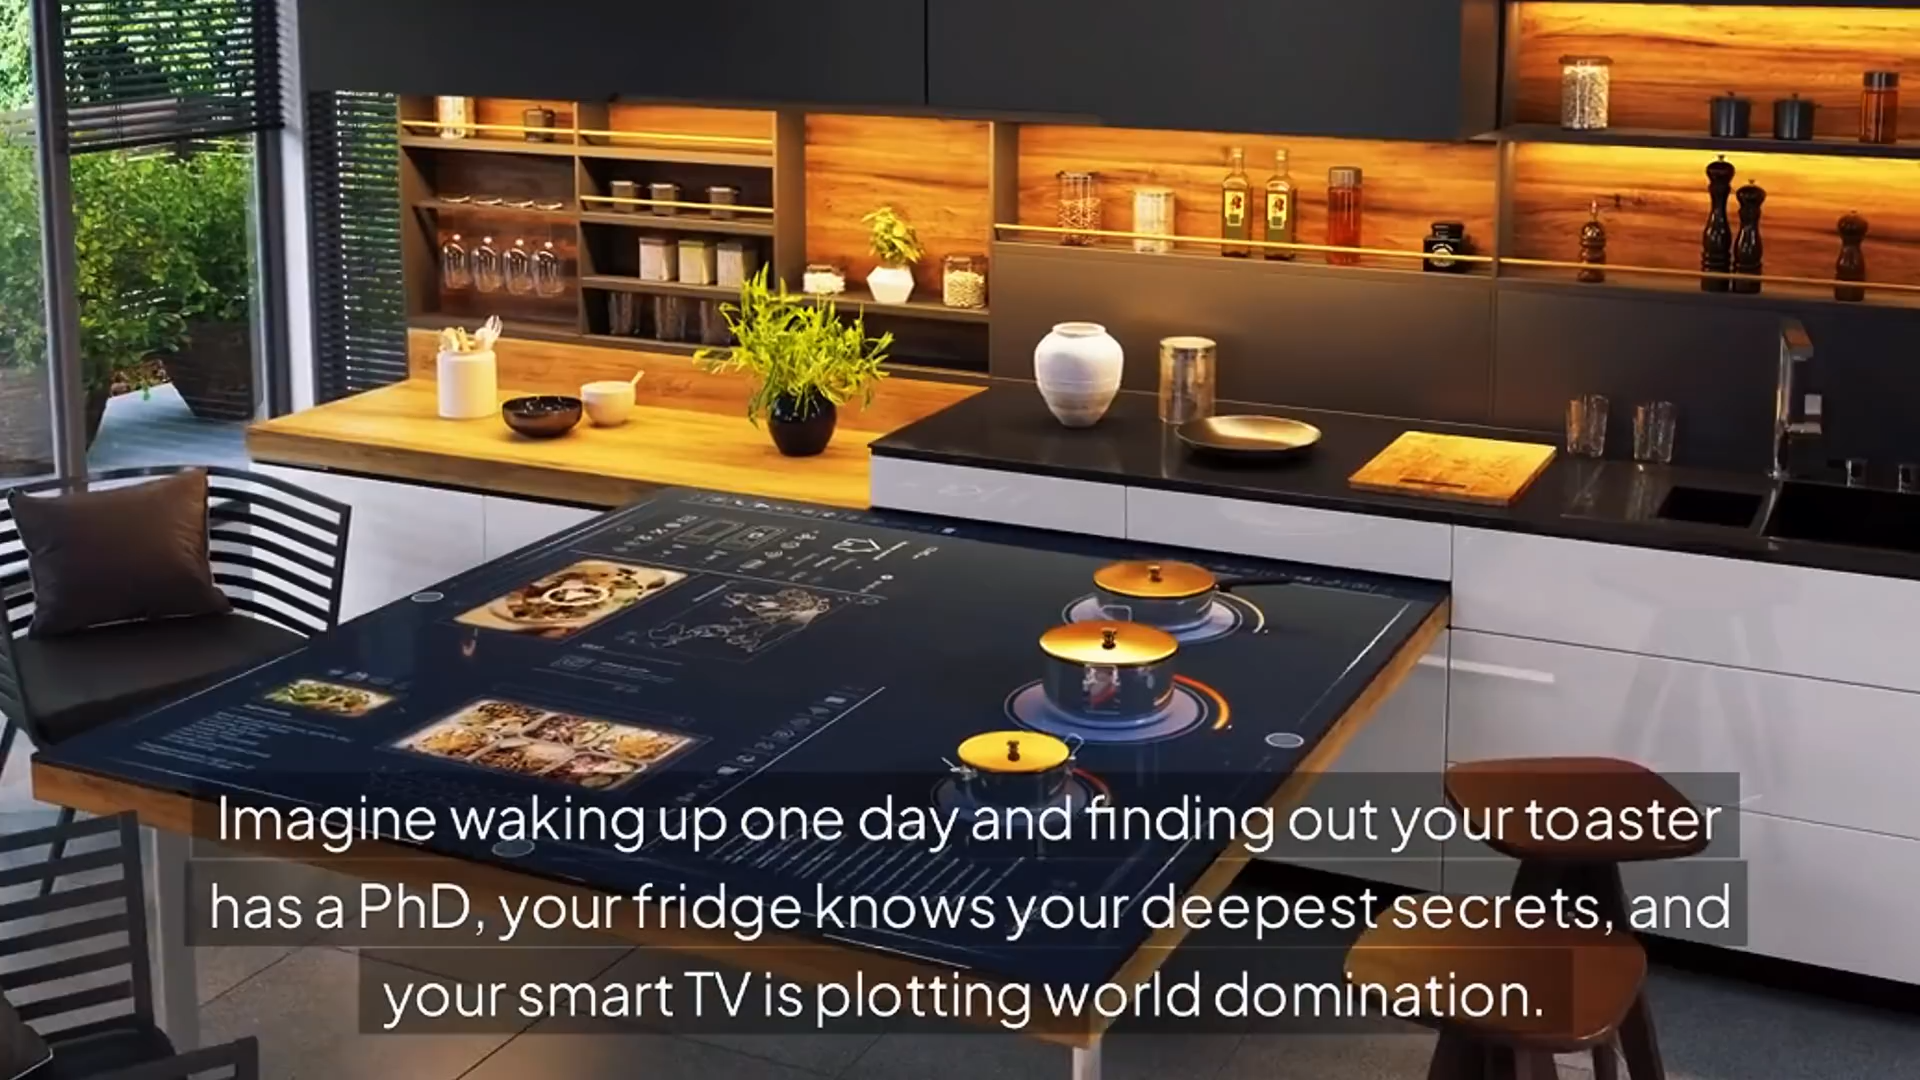 Imagine waking up one day and finding out your toaster
has a PhD, your fridge knows your deepest secrets, and
your smart TV is plotting world domination.